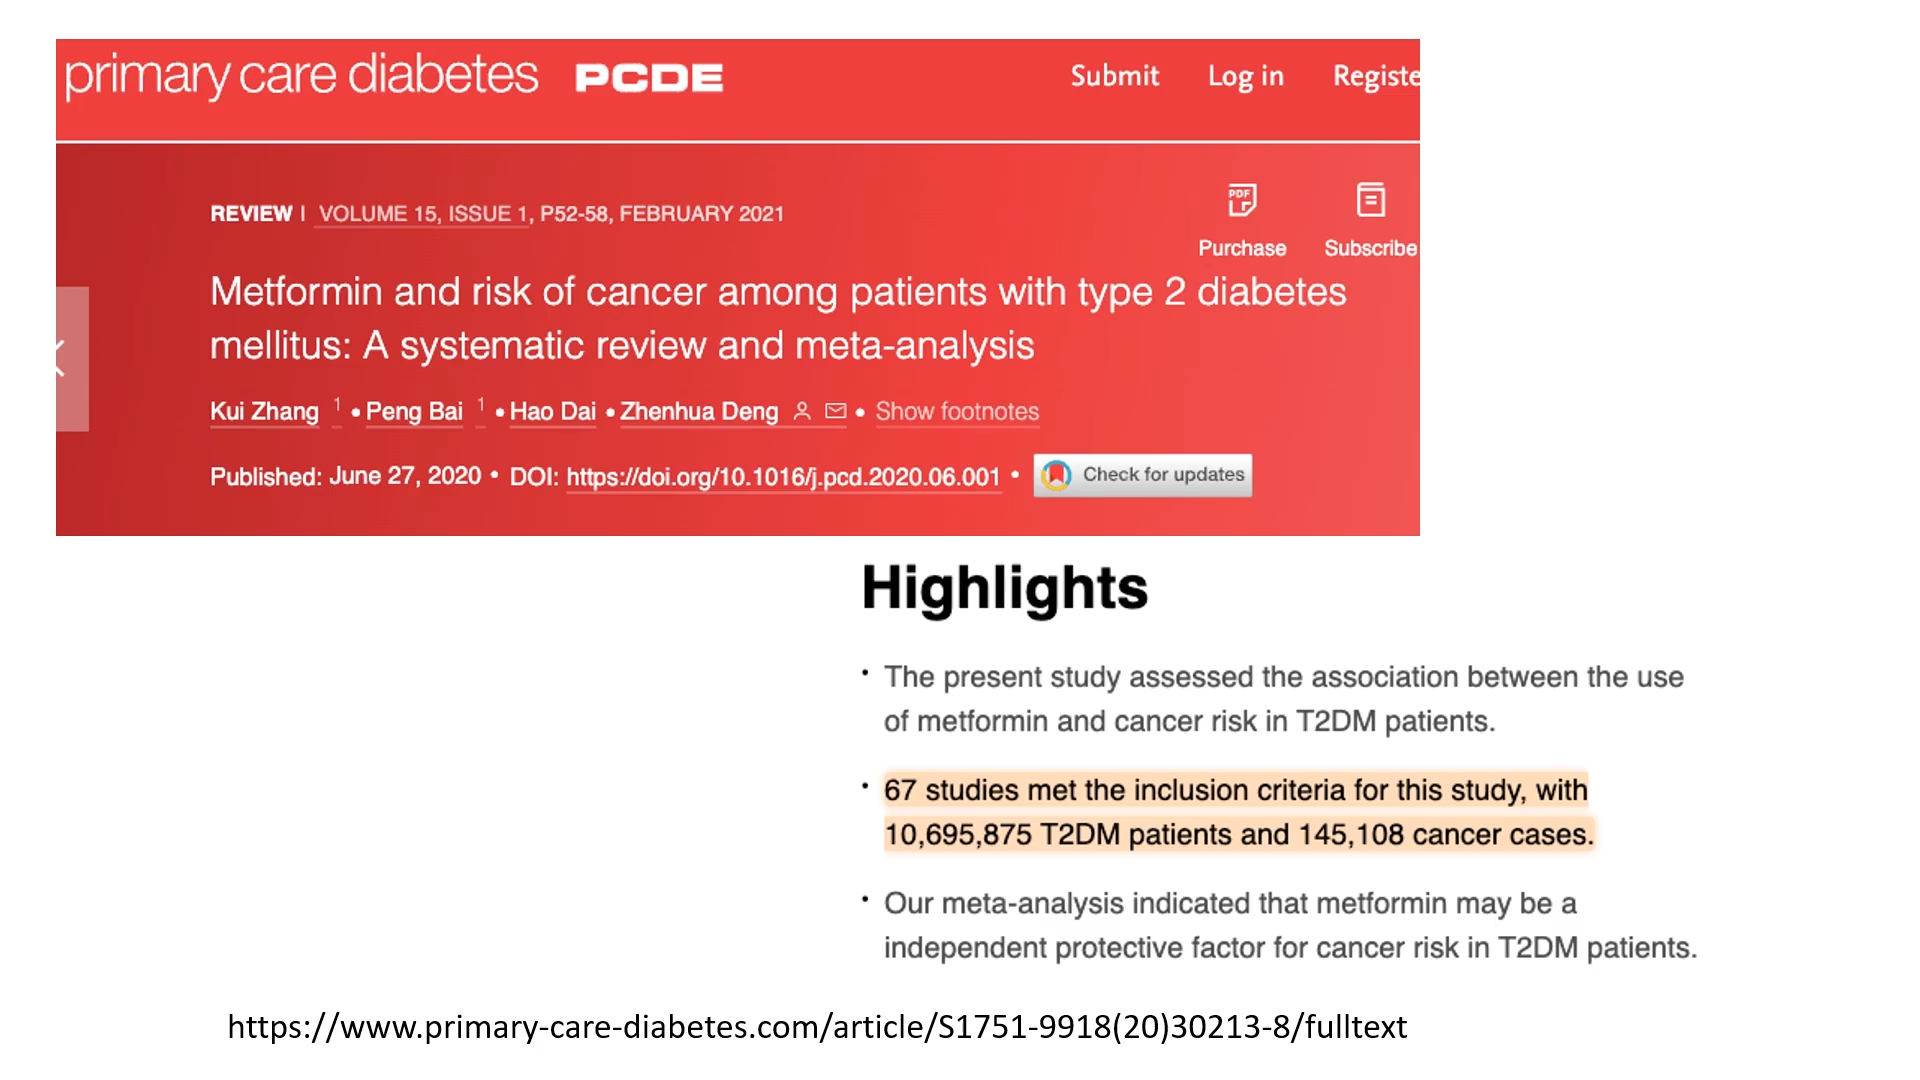 primary care diabetes PCDE Submit Log in Registe
REVIEW | VOLUME 15, ISSUE 1, P52-58, FEBRUARY 2021
PDF
Purchase Subscribe
Metformin and risk of cancer among patients with type 2 diabetes
mellitus: A systematic review and meta-analysis
Kui Zhang 1 • Peng Bai 1 • Hao Dai • Zhenhua Deng • Show footnotes
Published: June 27, 2020 • DOI: https://doi.org/10.1016/j.pcd.2020.06.001 • Check for updates
Highlights
• The present study assessed the association between the use
of metformin and cancer risk in T2DM patients.
• 67 studies met the inclusion criteria for this study, with
10,695,875 T2DM patients and 145,108 cancer cases.
• Our meta-analysis indicated that metformin may be a
independent protective factor for cancer risk in T2DM patients.
https://www.primary-care-diabetes.com/article/S1751-9918(20)30213-8/fulltext